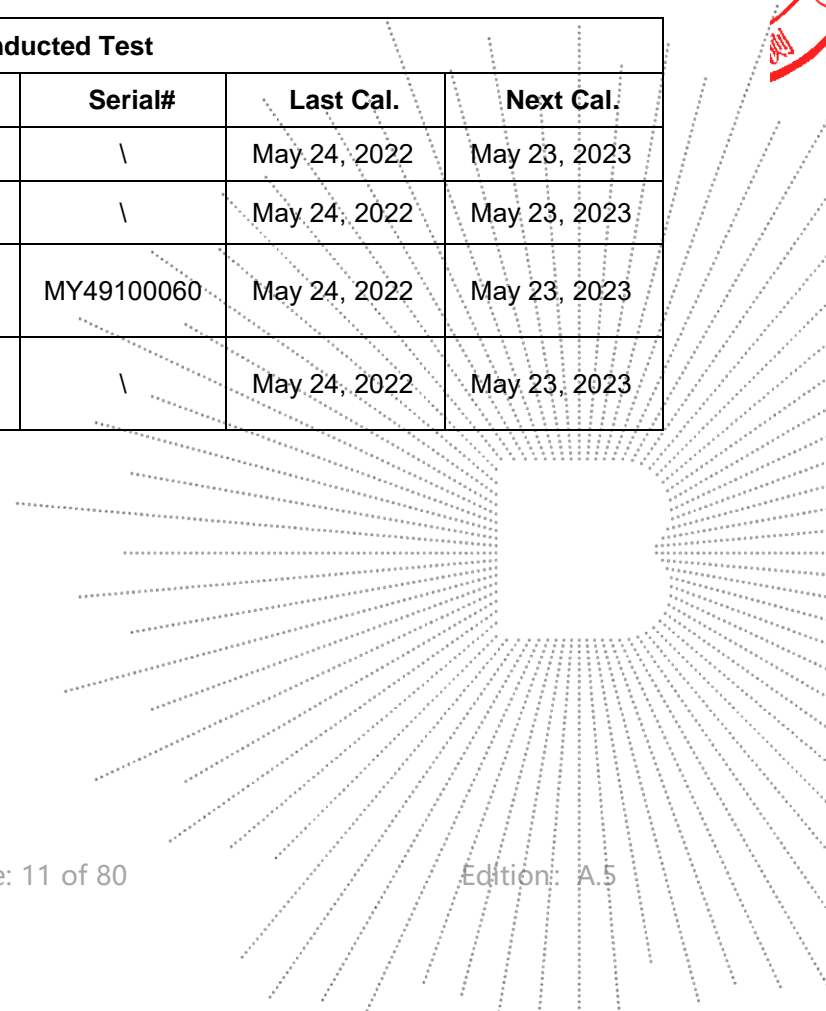 nducted Test
Serial# Last Cal. Next Cal.
\ May 24, 2022 May 23, 2023
\ May 24, 2022 May 23, 2023
MY49100060 May 24, 2022 May 23, 2023
\ May 24, 2022 May 23, 2023
e: 11 of 80 Edition: A.5